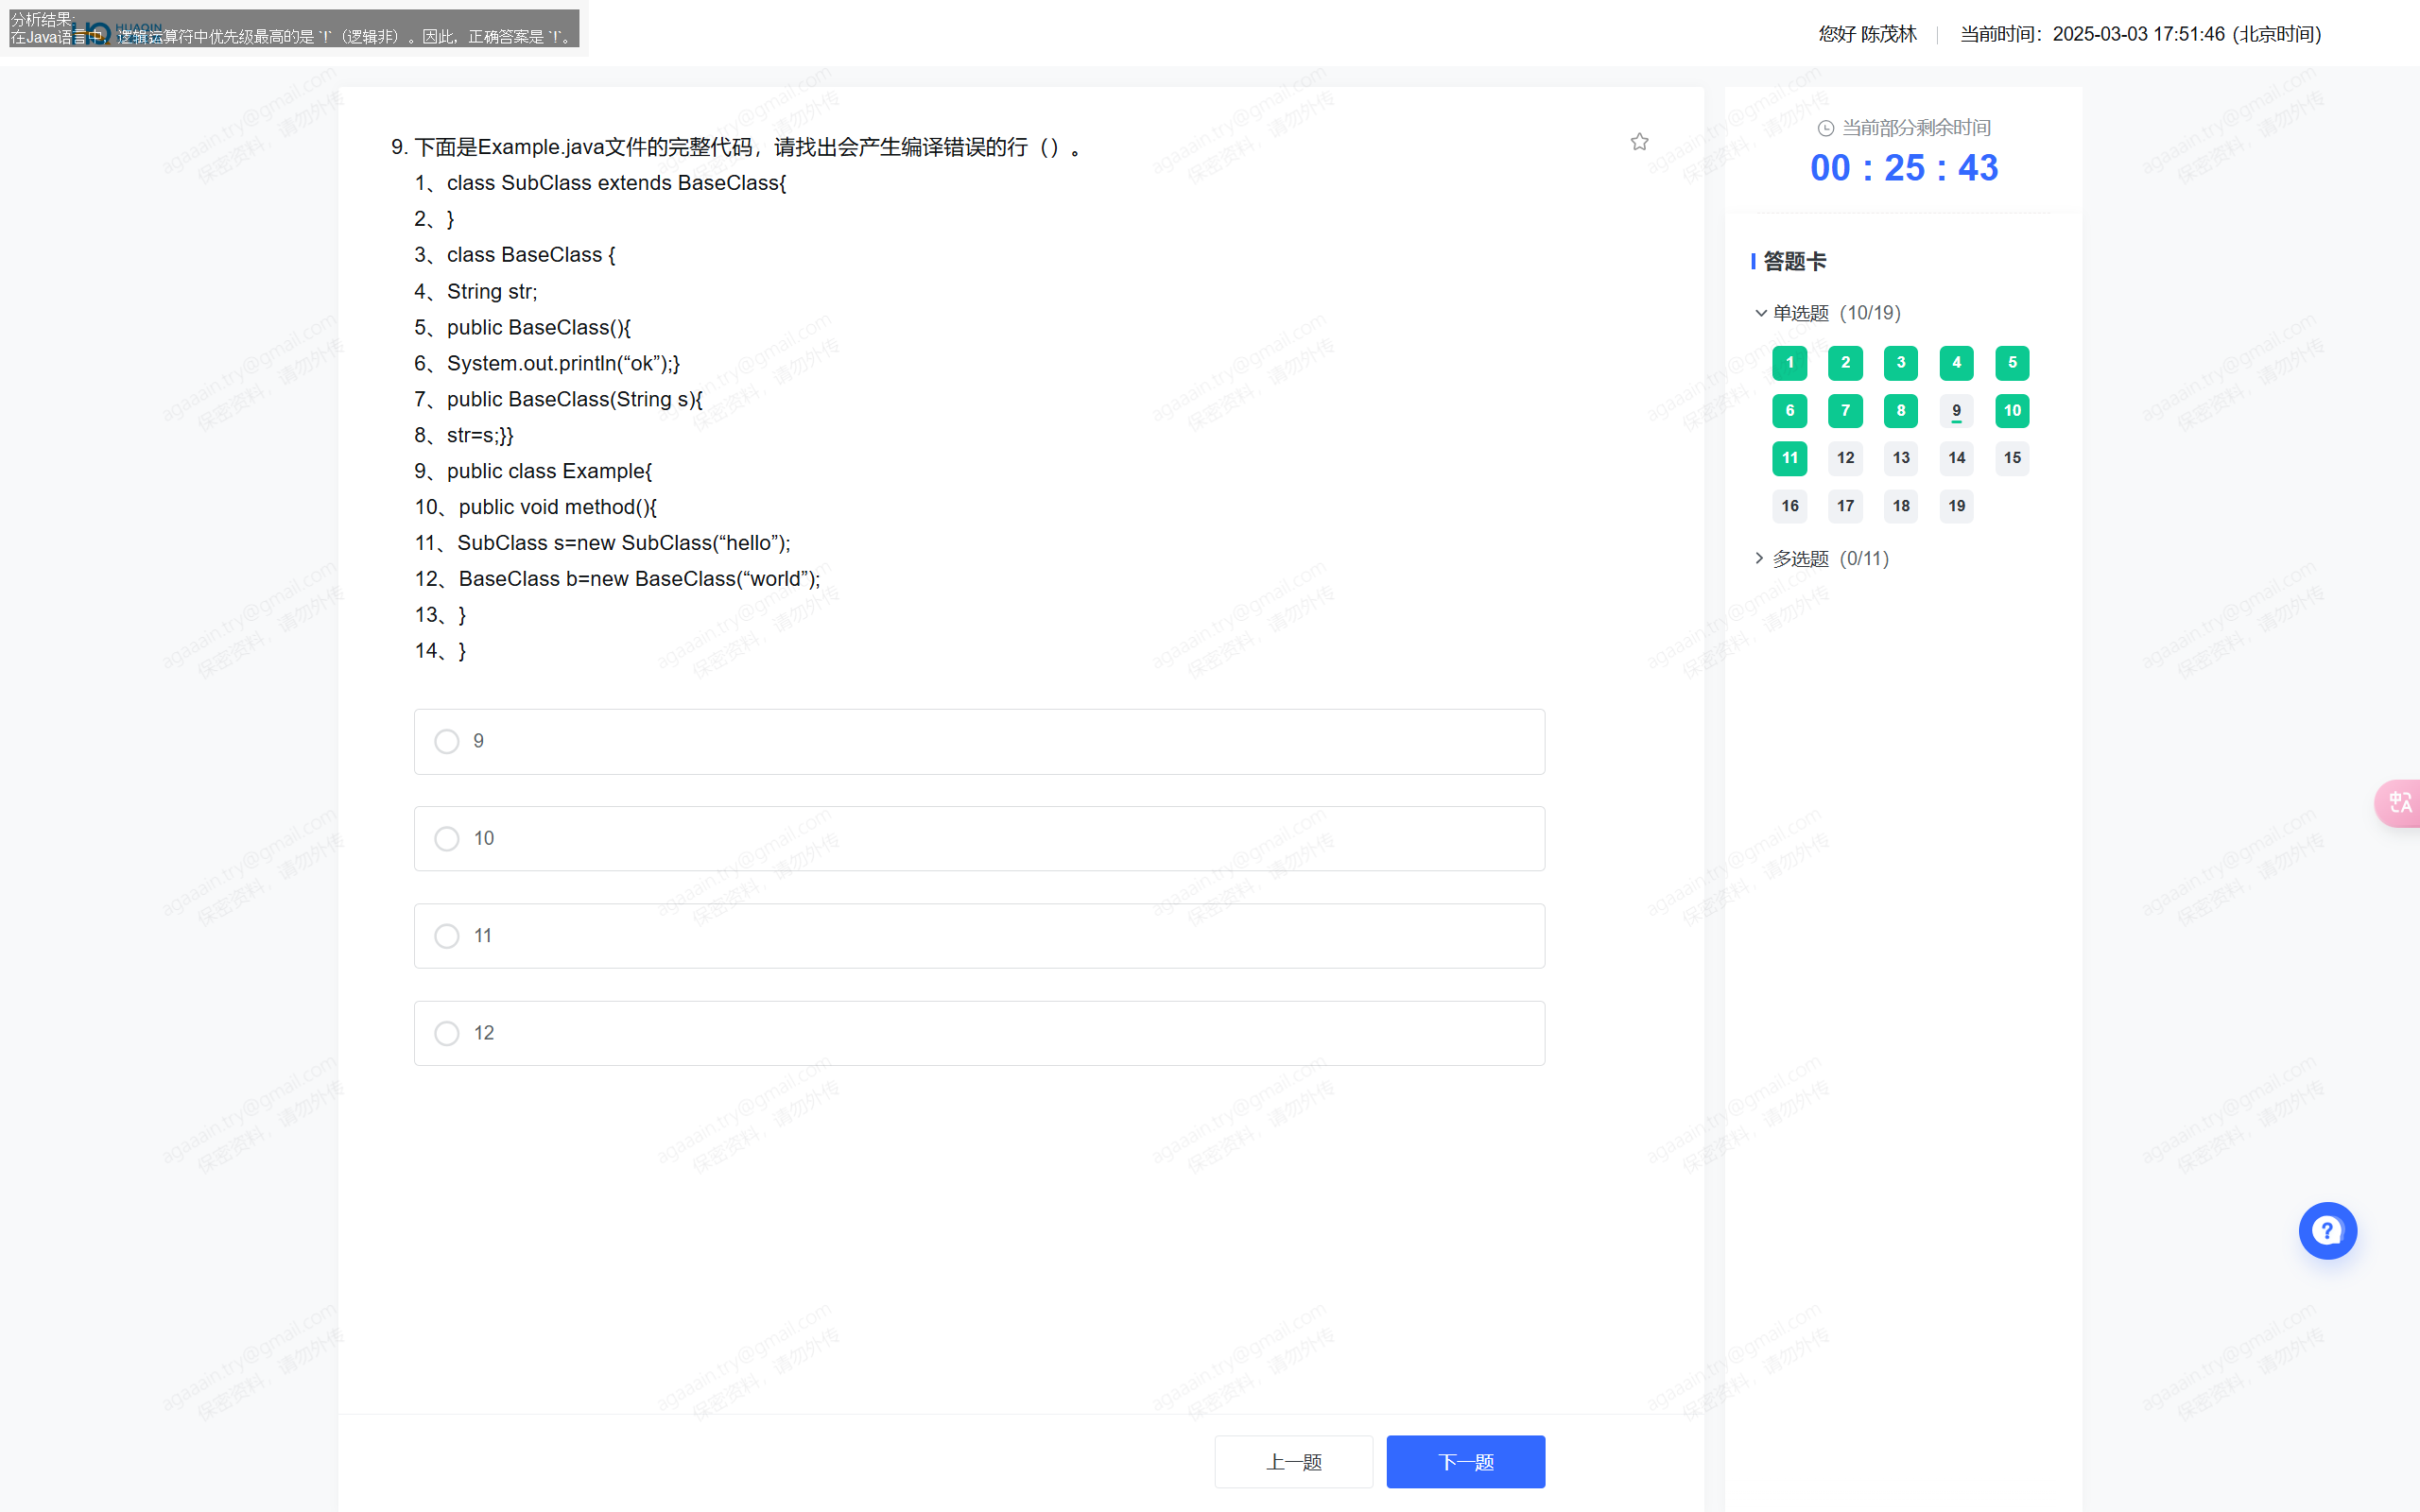 分析结果:
在Java语言中，逻辑运算符中优先级最高的是 `!`（逻辑非）。因此，正确答案是 `!`。
HUAQIN
您好 陈茂林
当前时间：2025-03-03 17:51:46 (北京时间)
9. 下面是Example.java文件的完整代码，请找出会产生编译错误的行（）。
1、class SubClass extends BaseClass{
2、}
3、class BaseClass {
4、String str;
5、public BaseClass(){
6、System.out.println(“ok”);}
7、public BaseClass(String s){
8、str=s;}}
9、public class Example{
10、public void method(){
11、SubClass s=new SubClass(“hello”);
12、BaseClass b=new BaseClass(“world”);
13、}
14、}
9
10
11
12
上一题
下一题
当前部分剩余时间
00 : 25 : 43
答题卡
单选题（10/19）
1 2 3 4 5
6 7 8 9 10
11 12 13 14 15
16 17 18 19
多选题（0/11）
agaaain.try@gmail.com
保密资料，请勿外传